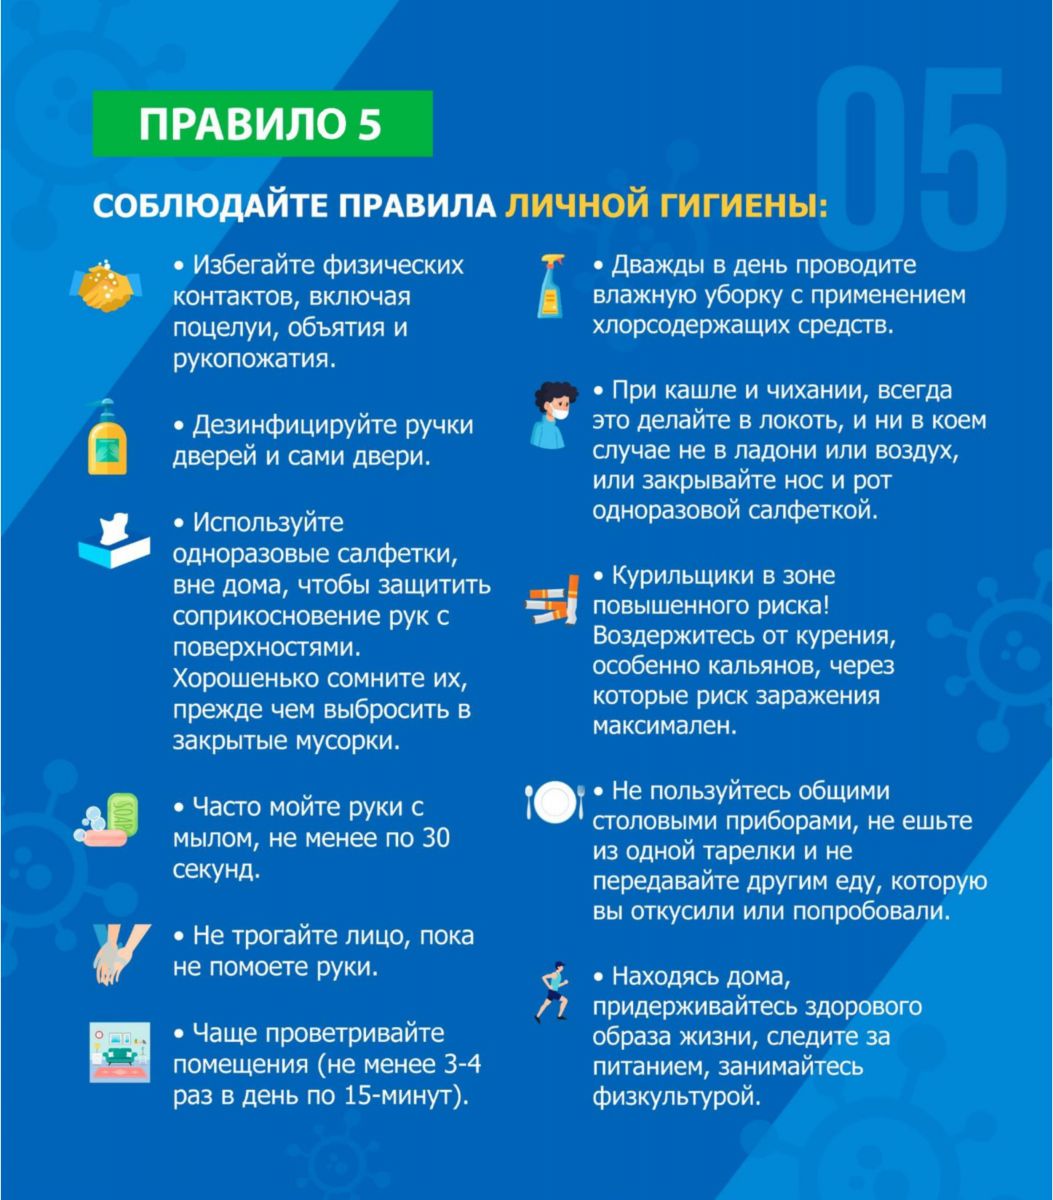 05
ПРАВИЛО 5
СОБЛЮДАЙТЕ ПРАВИЛА ЛИЧНОЙ ГИГИЕНЫ:
• Избегайте физических
контактов, включая
поцелуи, объятия и
рукопожатия.
• Дезинфицируйте ручки
дверей и сами двери.
• Используйте
одноразовые салфетки,
вне дома, чтобы защитить
соприкосновение рук с
поверхностями.
Хорошенько сомните их,
прежде чем выбросить в
закрытые мусорки.
SOAP
• Часто мойте руки с
мылом, не менее по 30
секунд.
• Не трогайте лицо, пока
не помоете руки.
• Чаще проветривайте
помещения (не менее 3-4
раз в день по 15-минут).
• Дважды в день проводите
влажную уборку с применением
хлорсодержащих средств.
• При кашле и чихании, всегда
это делайте в локоть, и ни в коем
случае не в ладони или воздух,
или закрывайте нос и рот
одноразовой салфеткой.
• Курильщики в зоне
повышенного риска!
Воздержитесь от курения,
особенно кальянов, через
которые риск заражения
максимален.
• Не пользуйтесь общими
столовыми приборами, не ешьте
из одной тарелки и не
передавайте другим еду, которую
вы откусили или попробовали.
• Находясь дома,
придерживайтесь здорового
образа жизни, следите за
питанием, занимайтесь
физкультурой.